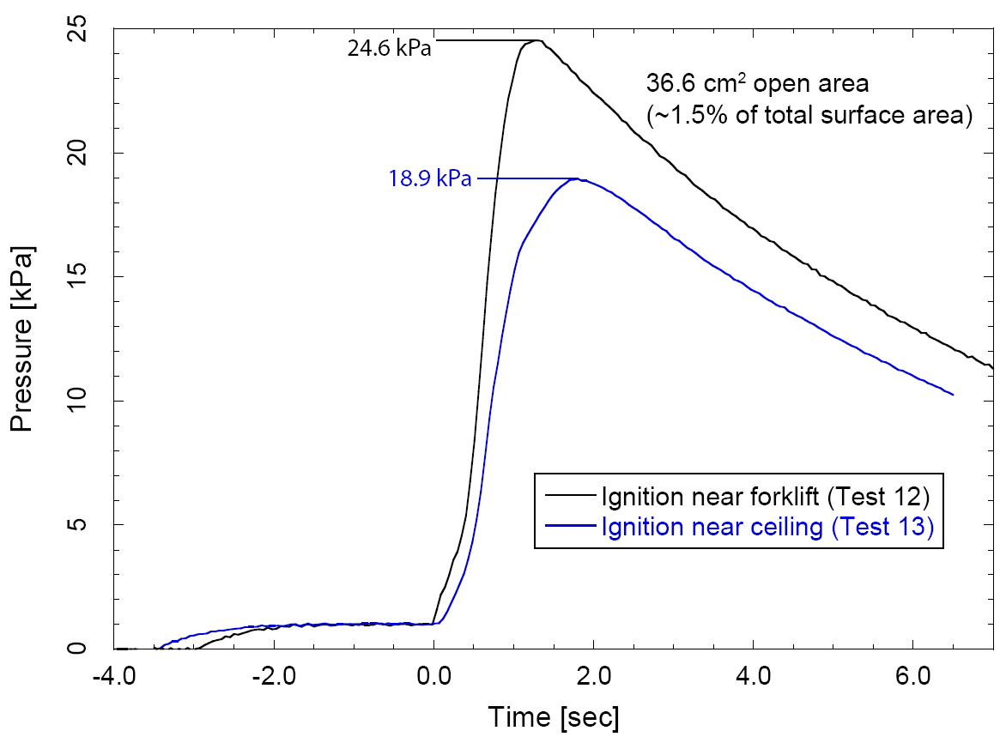 25
24.6 kPa
36.6 cm² open area
(~1.5% of total surface area)
20
18.9 kPa
15
Pressure [kPa]
10
Ignition near forklift (Test 12)
5
Ignition near ceiling (Test 13)
0
-4.0 -2.0 0.0 2.0 4.0 6.0
Time [sec]